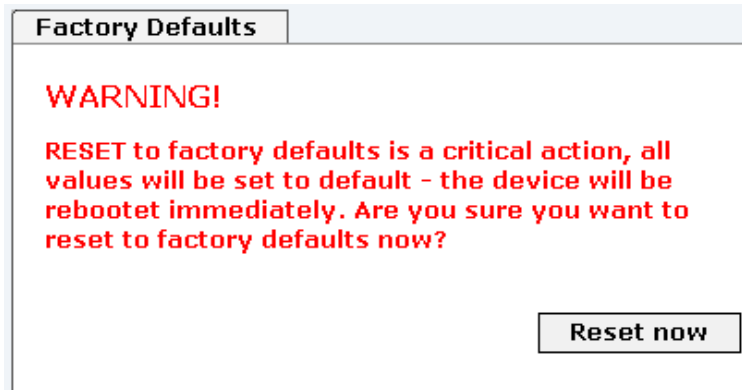 Factory Defaults
WARNING!
RESET to factory defaults is a critical action, all
values will be set to default - the device will be
rebootet immediately. Are you sure you want to
reset to factory defaults now?
Reset now